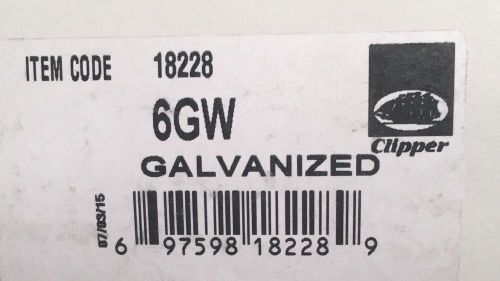 ITEM CODE 18228
6GW
Clipper
GALVANIZED
07/03/15
6 97598 18228 9